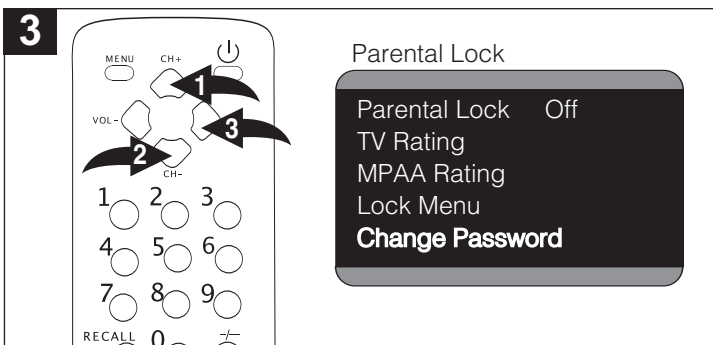 3
MENU
CH+
1
VOL-
3
2
CH-
1 2 3
4 5 6
7 8 9
RECALL 0 -/--
Parental Lock
Parental Lock Off
TV Rating
MPAA Rating
Lock Menu
Change Password